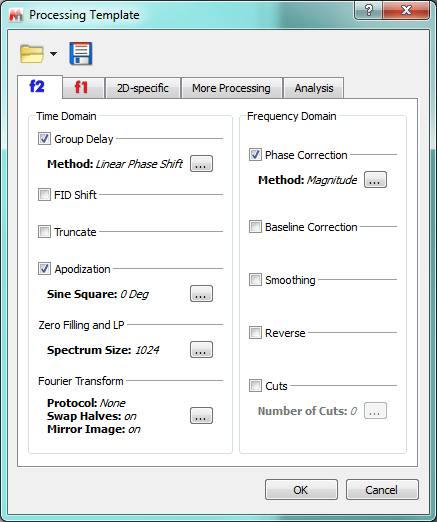 Processing Template
f2
f1
2D-specific
More Processing
Analysis
Time Domain
Group Delay
Method: Linear Phase Shift
...
FID Shift
Truncate
Apodization
Sine Square: 0 Deg
...
Zero Filling and LP
Spectrum Size: 1024
...
Fourier Transform
Protocol: None
Swap Halves: on
...
Mirror Image: on
Frequency Domain
Phase Correction
Method: Magnitude
...
Baseline Correction
Smoothing
Reverse
Cuts
Number of Cuts: 0
...
OK
Cancel